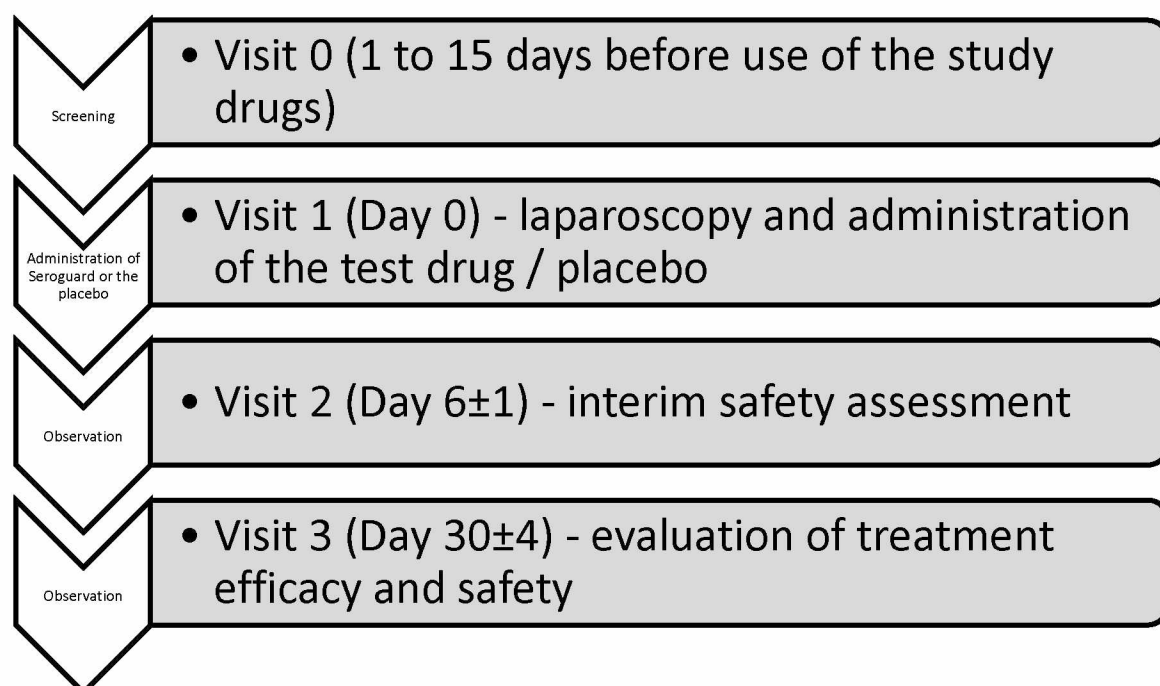 Screening
• Visit 0 (1 to 15 days before use of the study
drugs)
Administration of
Seroguard or the
placebo
• Visit 1 (Day 0) - laparoscopy and administration
of the test drug / placebo
Observation
• Visit 2 (Day 6±1) - interim safety assessment
Observation
• Visit 3 (Day 30±4) - evaluation of treatment
efficacy and safety